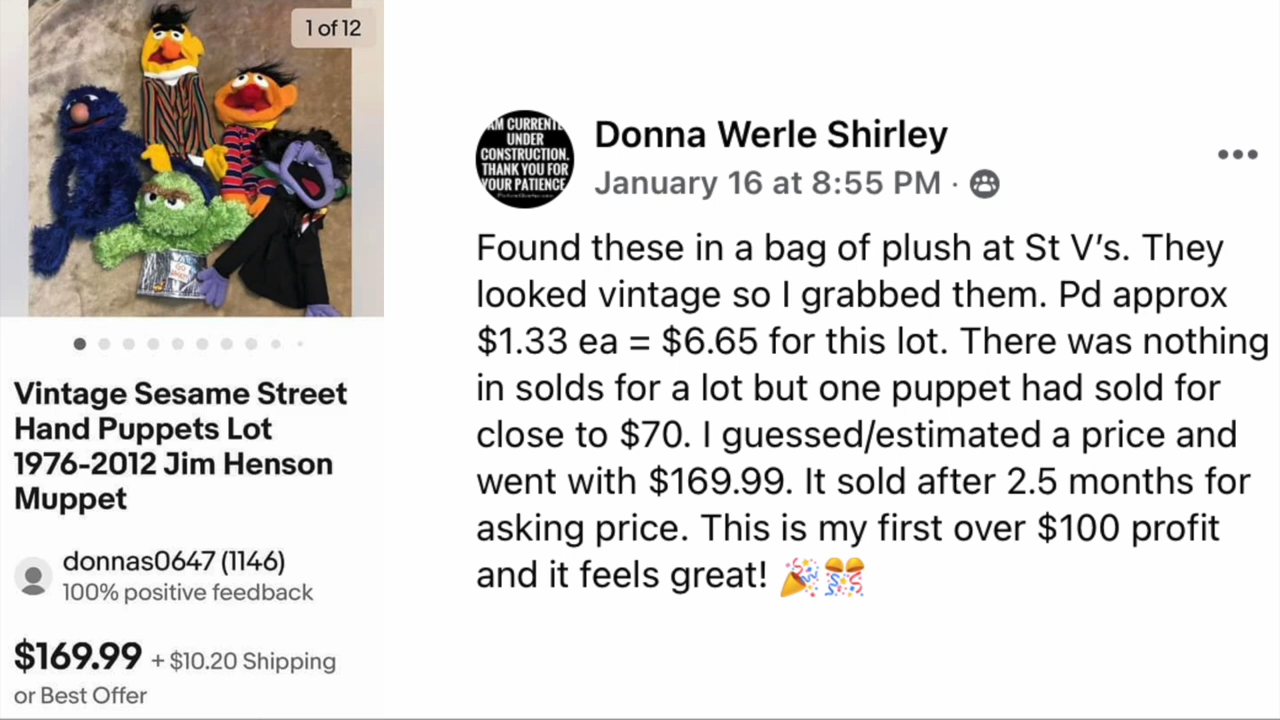 1 of 12
Vintage Sesame Street
Hand Puppets Lot
1976-2012 Jim Henson
Muppet
donnas0647 (1146)
100% positive feedback
$169.99 + $10.20 Shipping
or Best Offer
AM CURRENTL
UNDER
CONSTRUCTION.
THANK YOU FOR
YOUR PATIENCE
Donna Werle Shirley
January 16 at 8:55 PM ·
Found these in a bag of plush at St V’s. They
looked vintage so I grabbed them. Pd approx
$1.33 ea = $6.65 for this lot. There was nothing
in solds for a lot but one puppet had sold for
close to $70. I guessed/estimated a price and
went with $169.99. It sold after 2.5 months for
asking price. This is my first over $100 profit
and it feels great! 🎉🎊